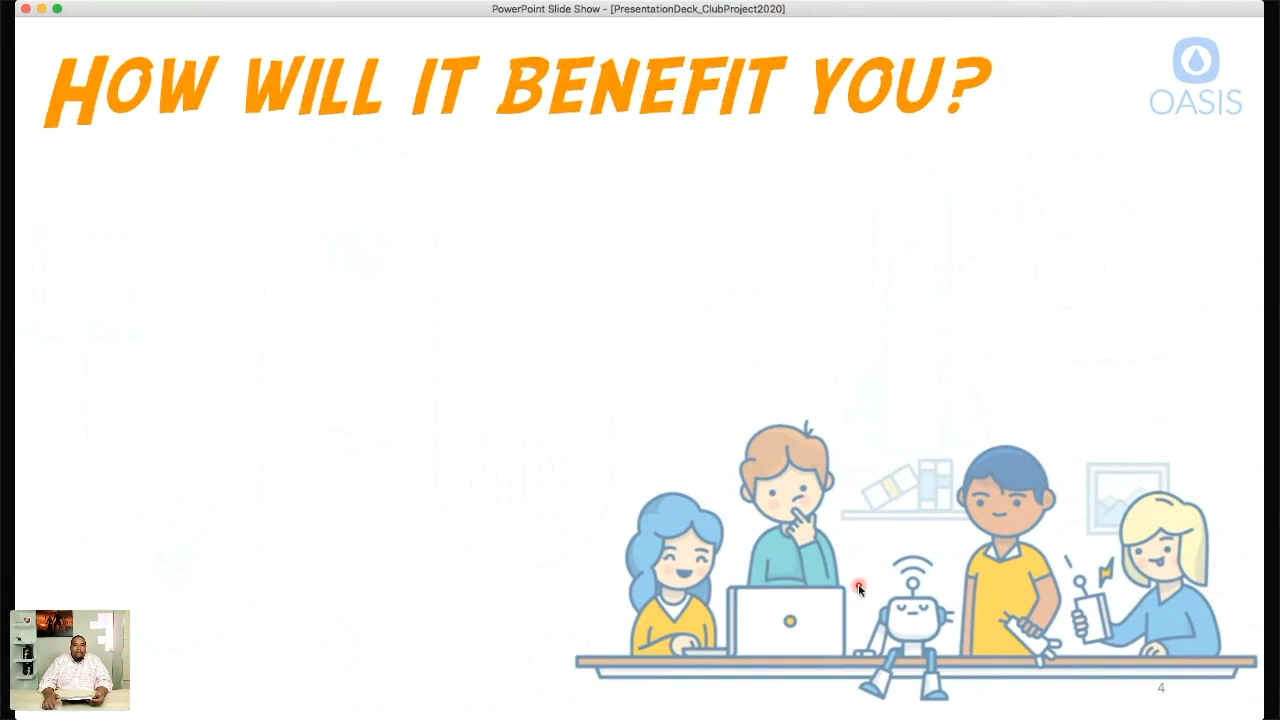 PowerPoint Slide Show - [PresentationDeck_ClubProject2020]
HOW WILL IT BENEFIT YOU?
OASIS
4